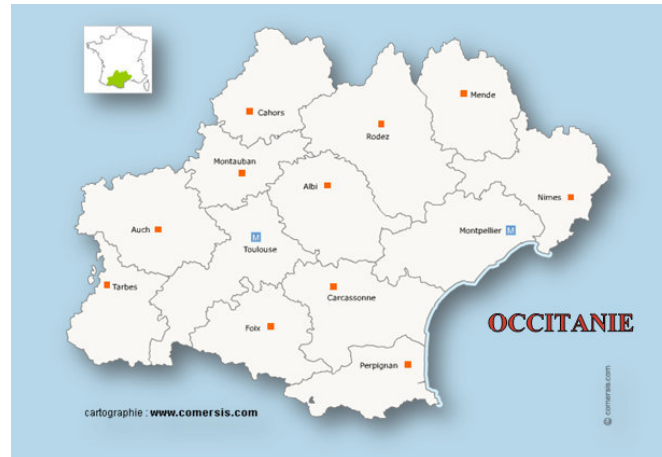 Mende
Cahors
Rodez
Montauban
Albi
Nimes
Auch
M
Toulouse
Montpellier M
Tarbes
Carcassonne
OCCITANIE
Foix
Perpignan
cartographie : www.comersis.com
© comersis.com